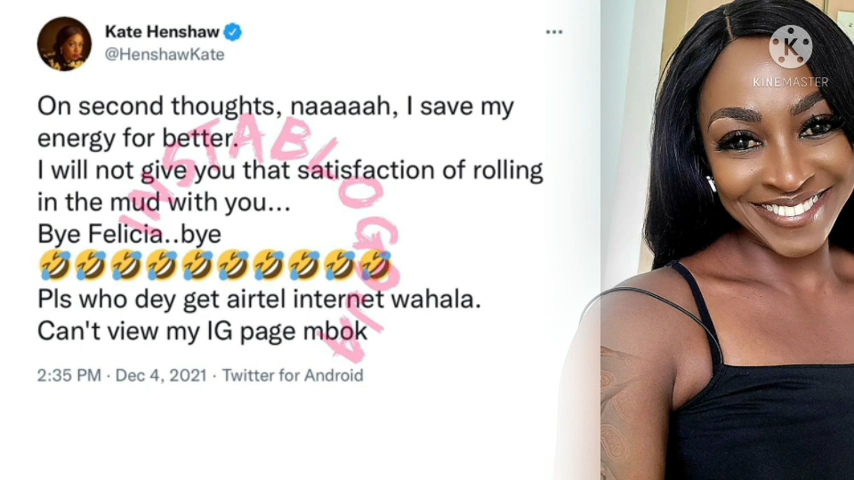 Kate Henshaw
@HenshawKate
On second thoughts, naaaaah, I save my
energy for better.
I will not give you that satisfaction of rolling
in the mud with you...
Bye Felicia..bye
🤣🤣🤣🤣🤣🤣🤣🤣🤣🤣
Pls who dey get airtel internet wahala.
Can't view my IG page mbok
2:35 PM · Dec 4, 2021 · Twitter for Android
INSTABLOG9JA
K
KINEMASTER